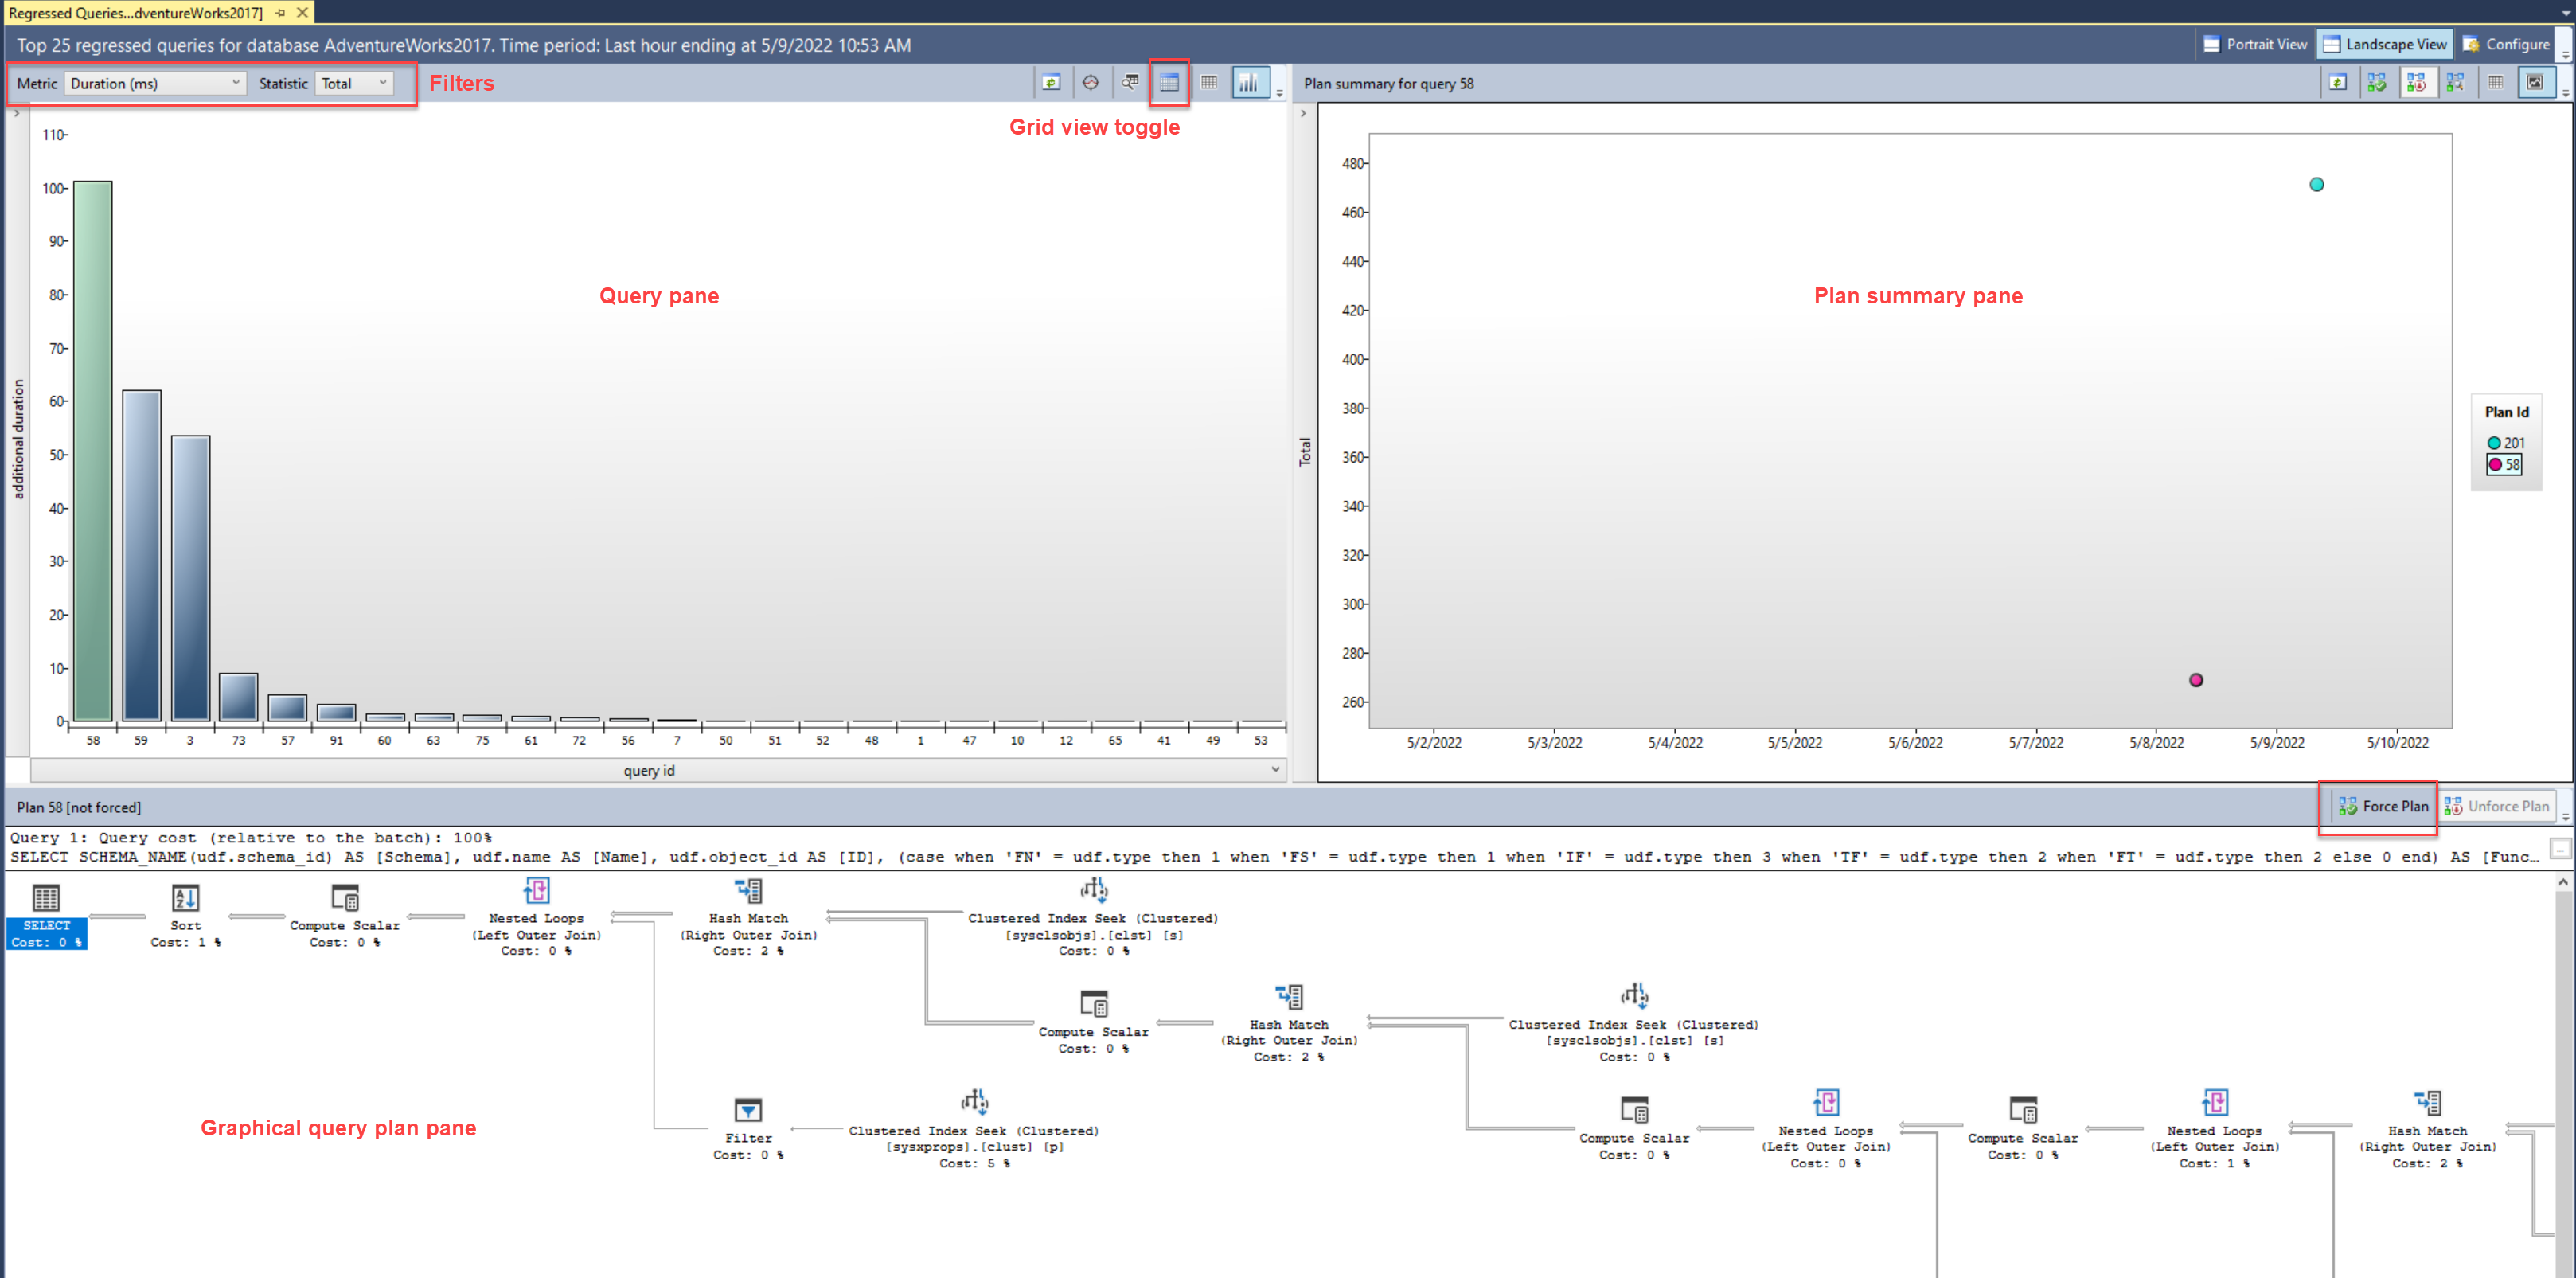 Regressed Queries...dventureWorks2017]
Top 25 regressed queries for database AdventureWorks2017. Time period: Last hour ending at 5/9/2022 10:53 AM
Portrait View
Landscape View
Configure
Metric Duration (ms)
Statistic Total
Filters
Grid view toggle
Plan summary for query 58
additional duration
110
100
90
80
70
60
50
40
30
20
10
0
Query pane
58 59 3 73 57 91 60 63 75 61 72 56 7 50 51 52 48 1 47 10 12 65 41 49 53
query id
Total
480
460
440
420
400
380
360
340
320
300
280
260
Plan summary pane
5/2/2022 5/3/2022 5/4/2022 5/5/2022 5/6/2022 5/7/2022 5/8/2022 5/9/2022 5/10/2022
Plan Id
201
58
Plan 58 [not forced]
Force Plan
Unforce Plan
Query 1: Query cost (relative to the batch): 100%
SELECT SCHEMA_NAME(udf.schema_id) AS [Schema], udf.name AS [Name], udf.object_id AS [ID], (case when 'FN' = udf.type then 1 when 'FS' = udf.type then 1 when 'IF' = udf.type then 3 when 'TF' = udf.type then 2 when 'FT' = udf.type then 2 else 0 end) AS [Func...
SELECT
Cost: 0 %
Sort
Cost: 1 %
Compute Scalar
Cost: 0 %
Nested Loops
(Left Outer Join)
Cost: 0 %
Hash Match
(Right Outer Join)
Cost: 2 %
Clustered Index Seek (Clustered)
[sysclsobjs].[clst] [s]
Cost: 0 %
Compute Scalar
Cost: 0 %
Hash Match
(Right Outer Join)
Cost: 2 %
Clustered Index Seek (Clustered)
[sysclsobjs].[clst] [s]
Cost: 0 %
Graphical query plan pane
Filter
Cost: 0 %
Clustered Index Seek (Clustered)
[sysxprops].[clust] [p]
Cost: 5 %
Compute Scalar
Cost: 0 %
Nested Loops
(Left Outer Join)
Cost: 0 %
Compute Scalar
Cost: 0 %
Nested Loops
(Left Outer Join)
Cost: 1 %
Hash Match
(Right Outer Join)
Cost: 2 %